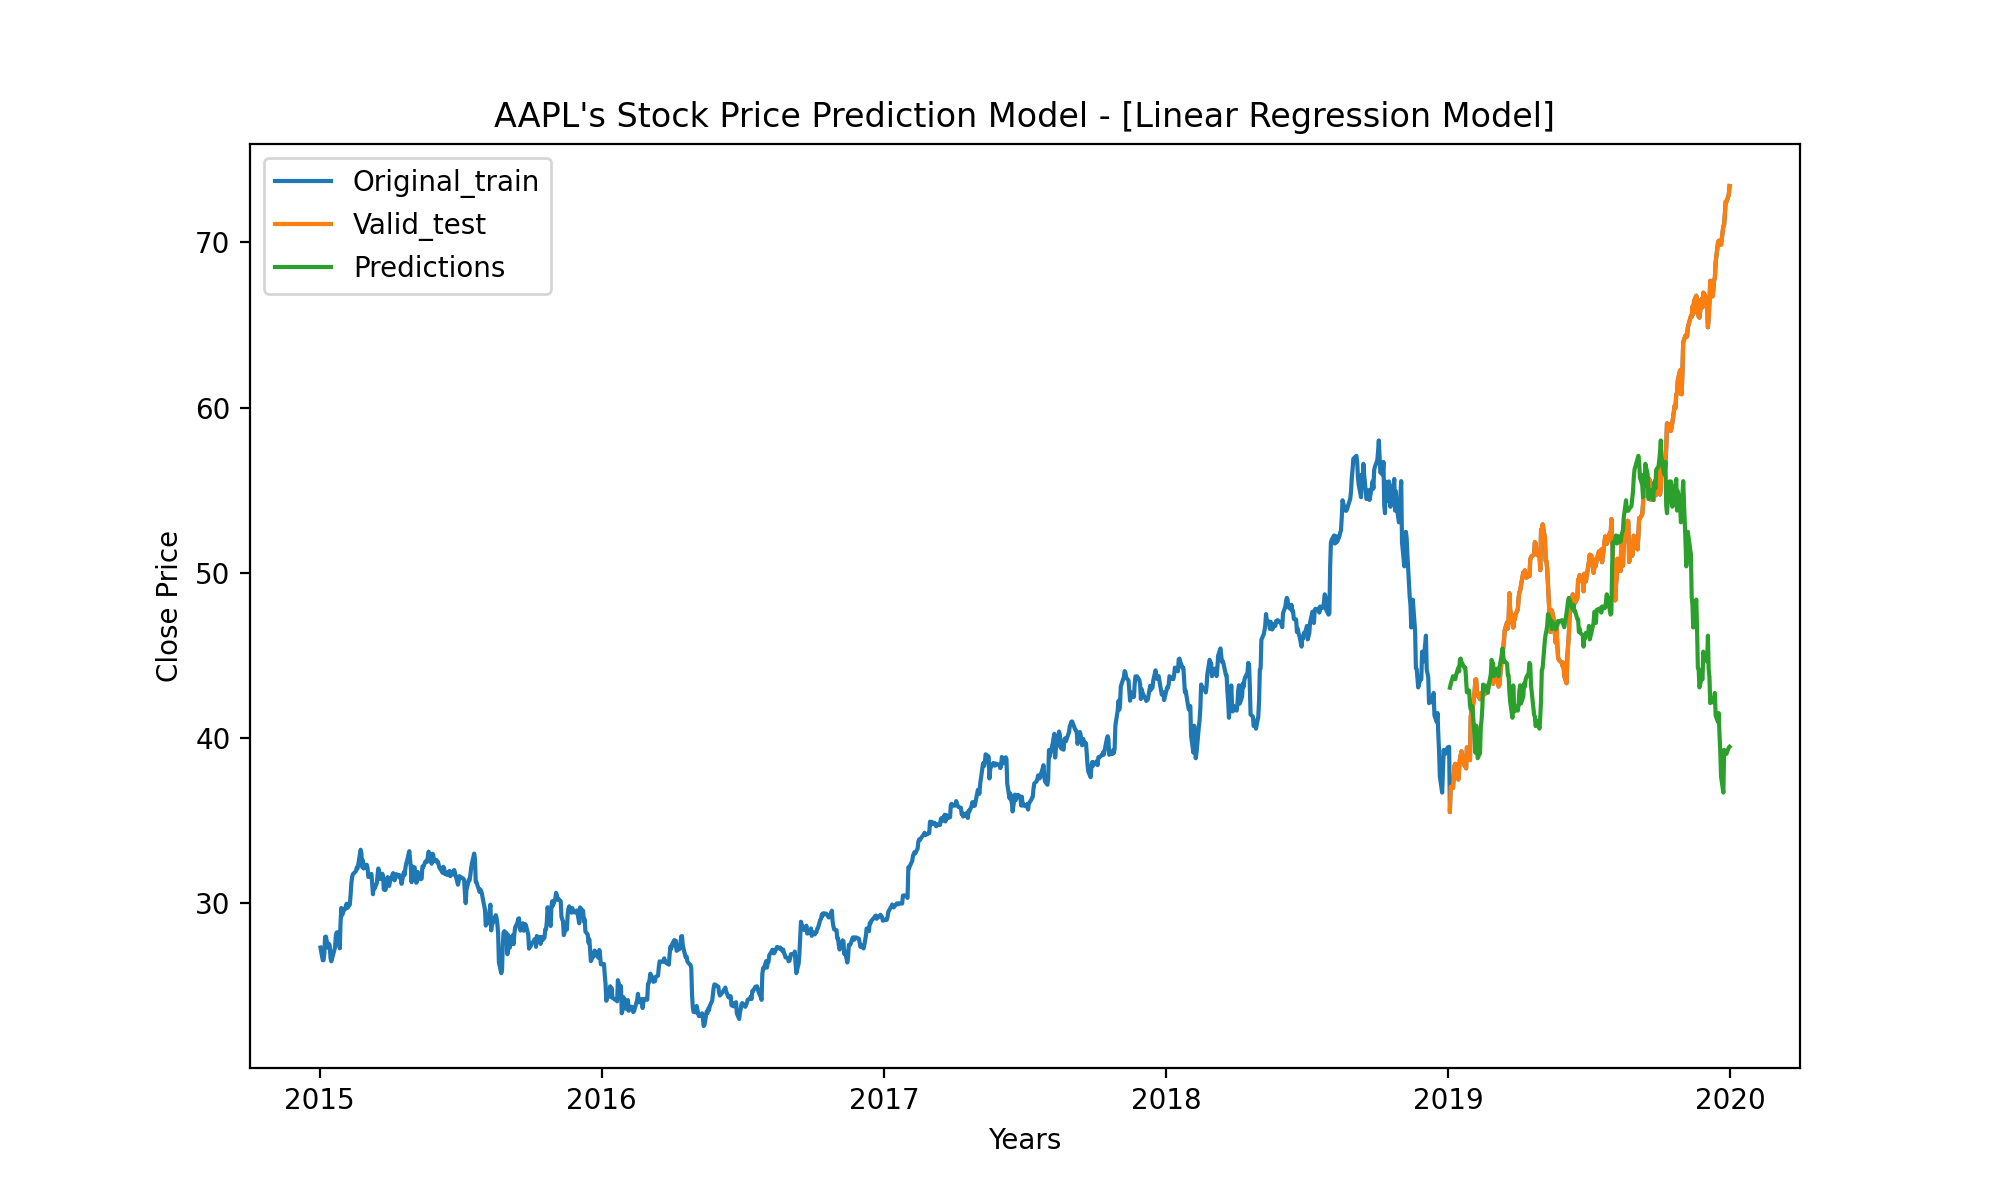 AAPL's Stock Price Prediction Model - [Linear Regression Model]
Original_train
Valid_test
Predictions
70
60
50
40
30
Close Price
2015 2016 2017 2018 2019 2020
Years